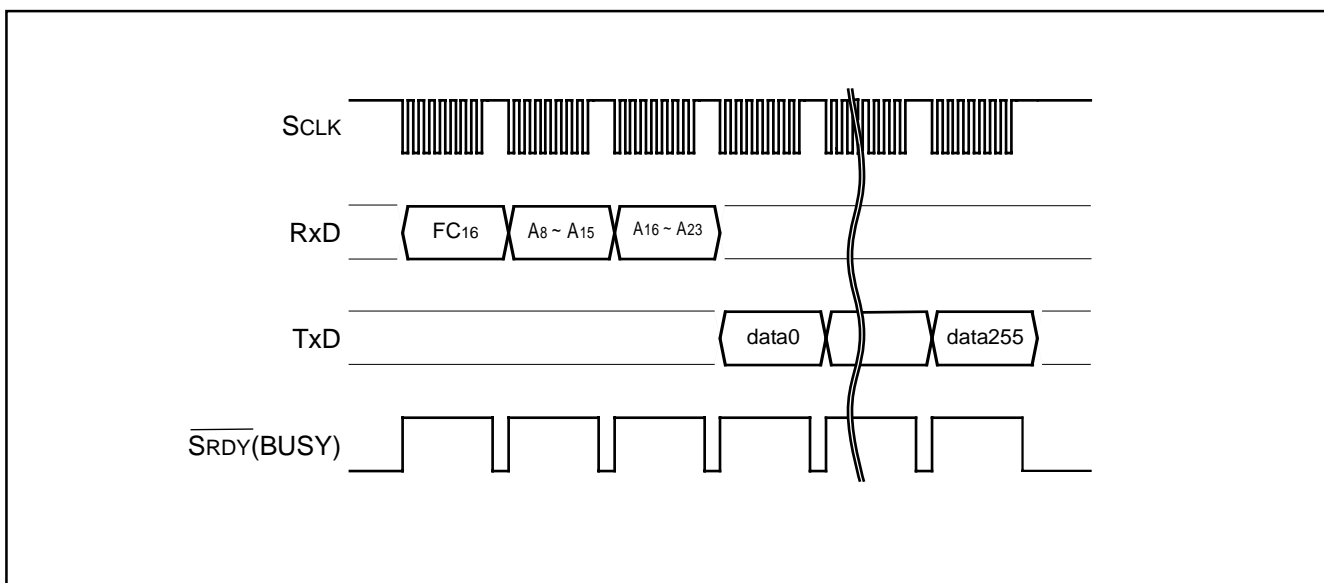 SCLK
RxD
FC16
A8 ~ A15
A16 ~ A23
TxD
data0
data255
SRDY(BUSY)